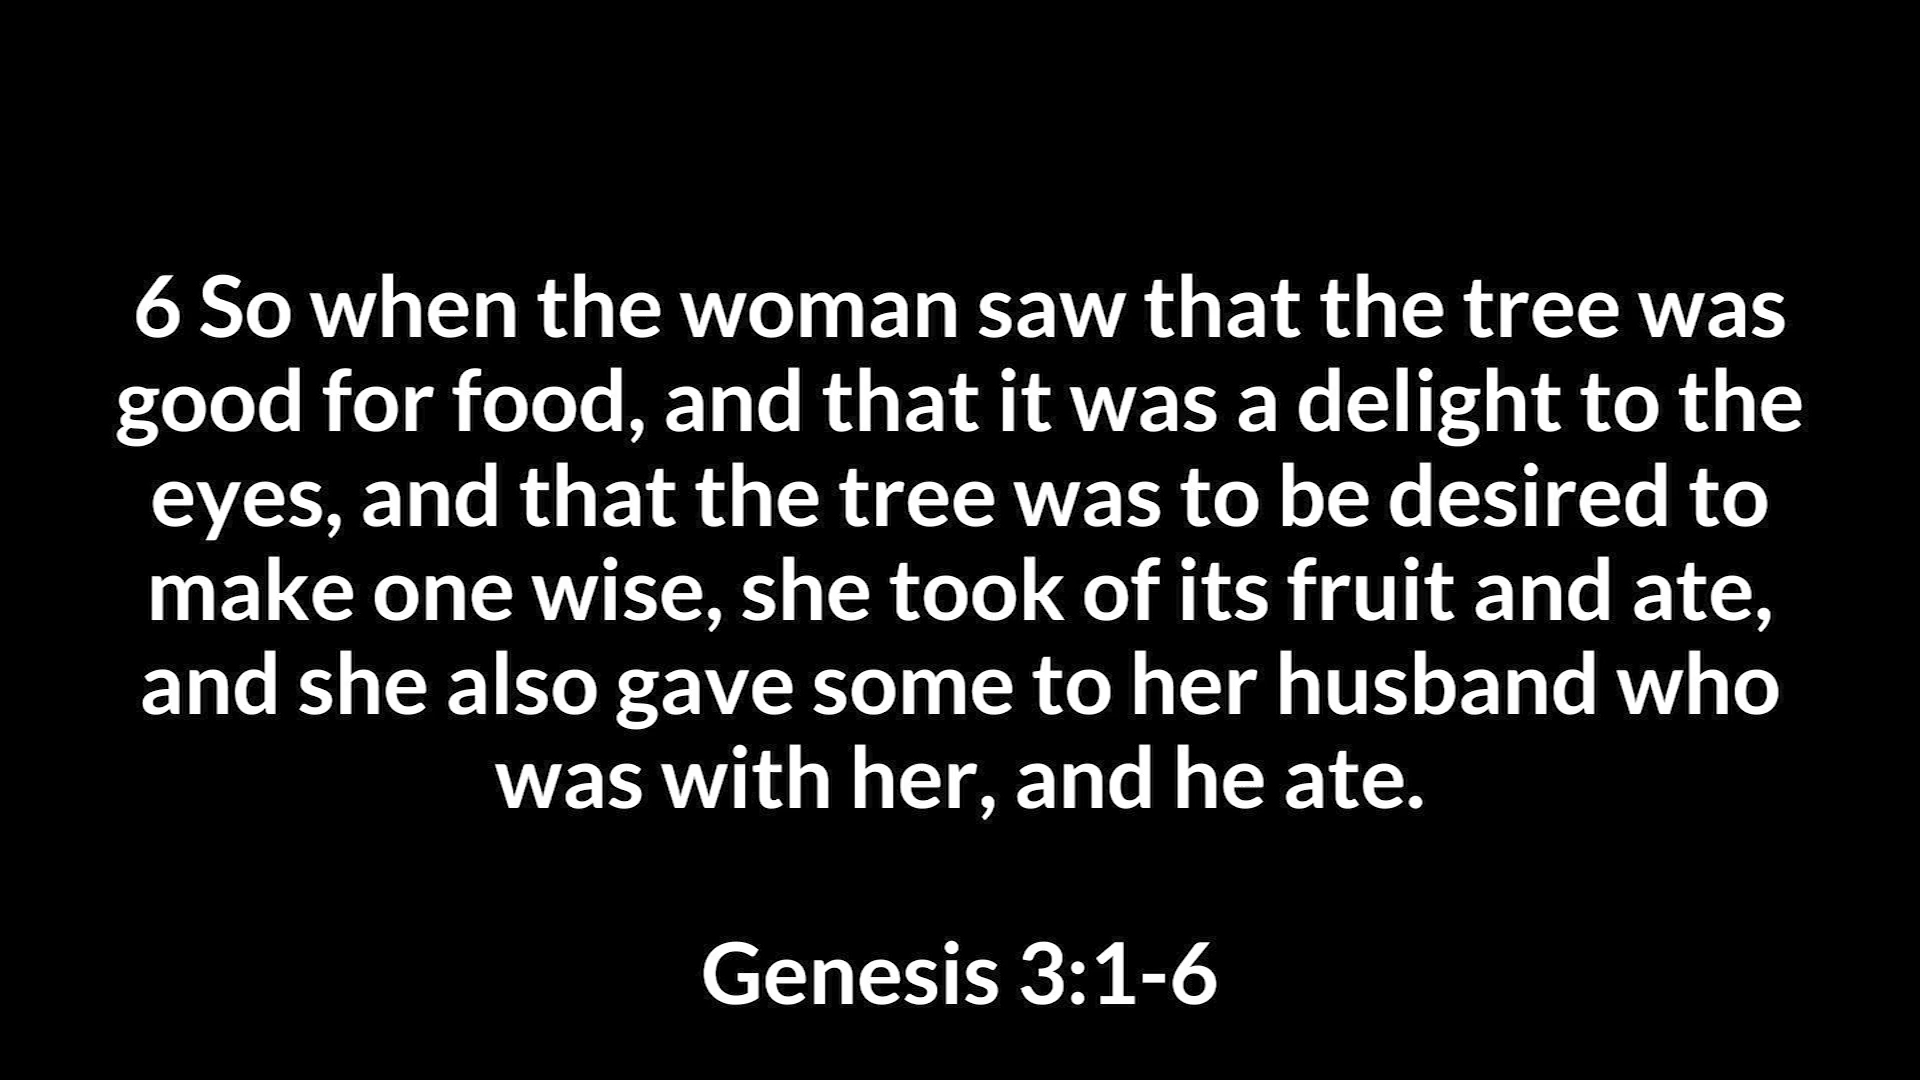 6 So when the woman saw that the tree was
good for food, and that it was a delight to the
eyes, and that the tree was to be desired to
make one wise, she took of its fruit and ate,
and she also gave some to her husband who
was with her, and he ate.
Genesis 3:1-6